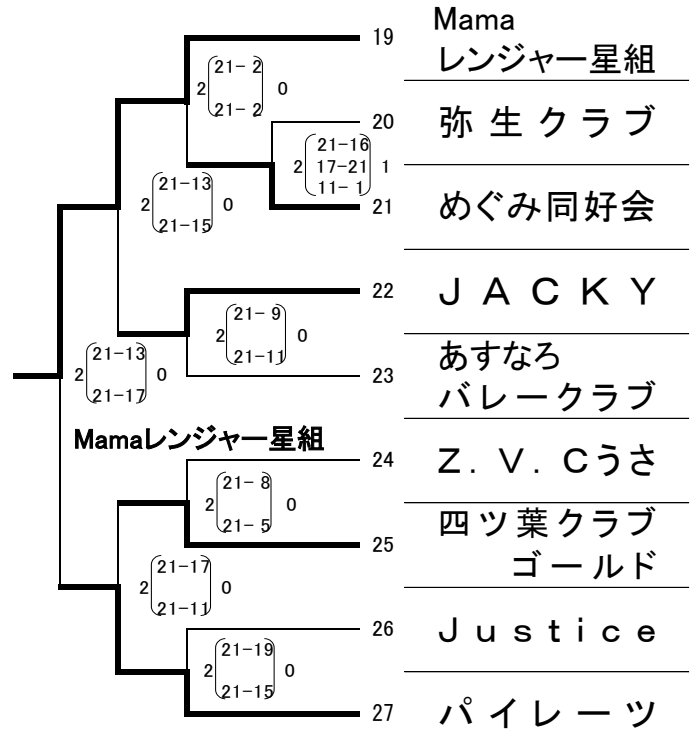 19 Mama
レンジャー星組
21- 2
2 0
21- 2
20 弥生クラブ
21-16
2 17-21 1
11- 1
21 めぐみ同好会
21-13
2 0
21-15
22 JACKY
21- 9
2 0
21-11
23 あすなろ
バレークラブ
21-13
2 0
21-17
Mamaレンジャー星組
24 Z.V.Cうさ
21- 8
2 0
21- 5
25 四ツ葉クラブ
ゴールド
21-17
2 0
21-11
26 Justice
21-19
2 0
21-15
27 パイレーツ